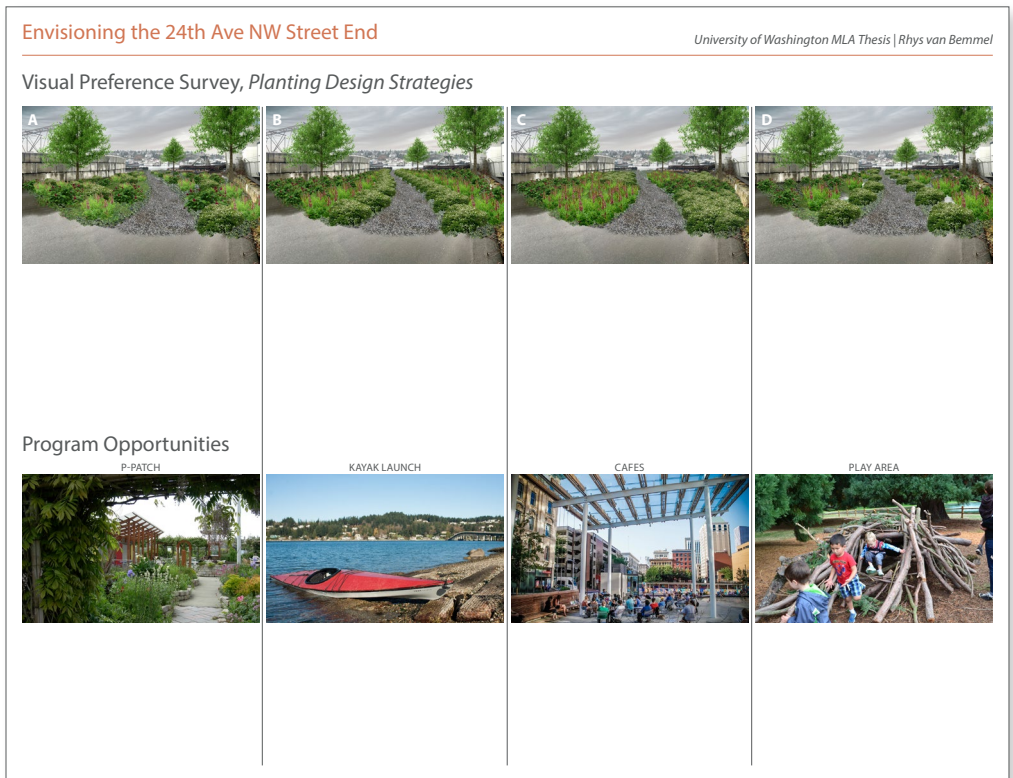 Envisioning the 24th Ave NW Street End
University of Washington MLA Thesis | Rhys van Bemmel
Visual Preference Survey, Planting Design Strategies
A
B
C
D
Program Opportunities
P-PATCH
KAYAK LAUNCH
CAFES
PLAY AREA